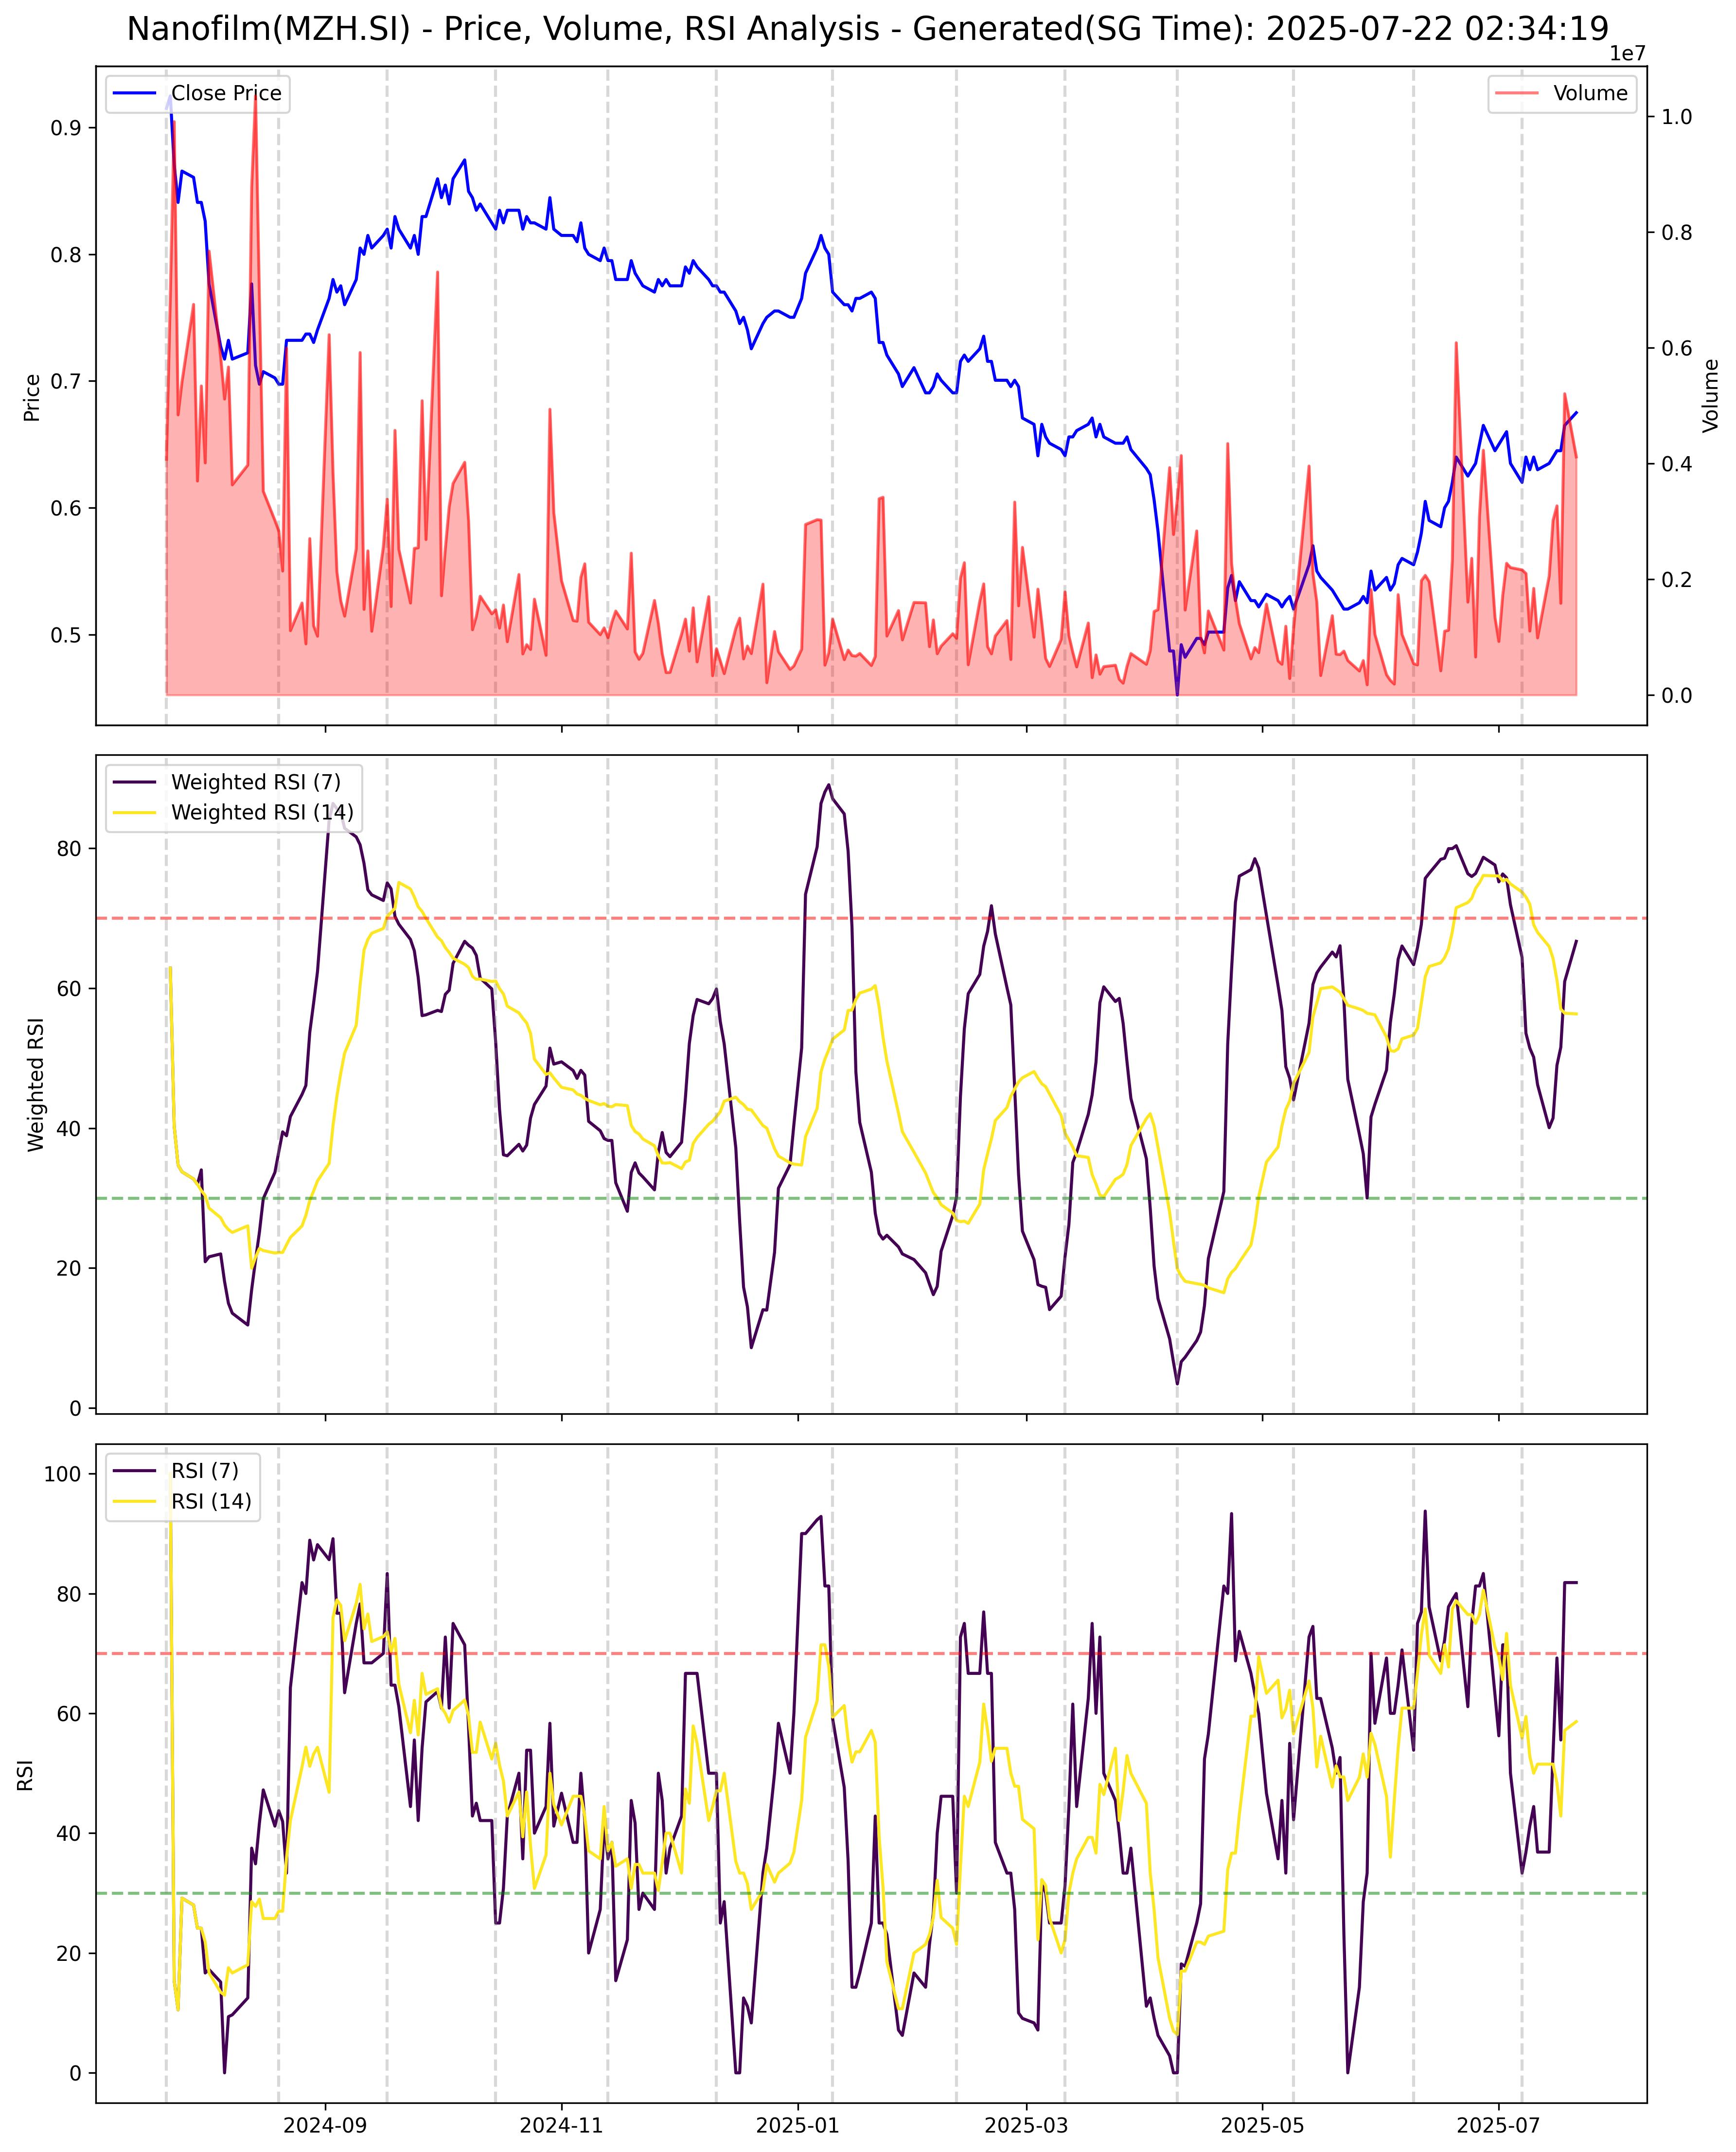 Nanofilm(MZH.SI) - Price, Volume, RSI Analysis - Generated(SG Time): 2025-07-22 02:34:19
1e7
Close Price
Volume
0.9
0.8
0.7
0.6
0.5
Price
1.0
0.8
0.6
0.4
0.2
0.0
Volume
Weighted RSI (7)
Weighted RSI (14)
80
60
40
20
0
Weighted RSI
RSI (7)
RSI (14)
100
80
60
40
20
0
RSI
2024-09
2024-11
2025-01
2025-03
2025-05
2025-07